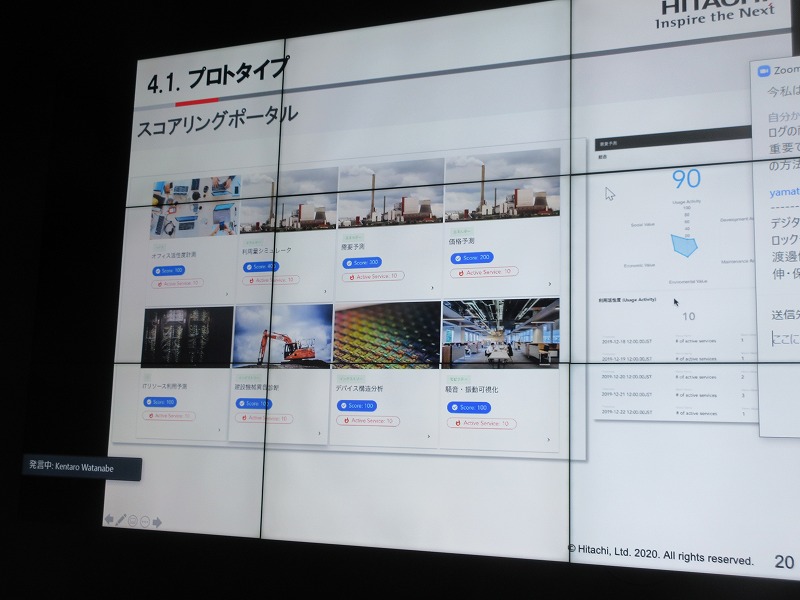 HITACHI
Inspire the Next
4.1. プロトタイプ
スコアリングポータル
オフィス活性度計測
Score: 100
Active Service: 10
利用量シミュレータ
Score: 400
Active Service: 10
需要予測
Score: 200
Active Service: 10
価格予測
Score: 200
Active Service: 10
ITリソース利用予測
Score: 100
Active Service: 10
建設機械異音診断
Score: 100
Active Service: 10
デバイス構造分析
Score: 100
Active Service: 10
騒音・振動可視化
Score: 100
Active Service: 10
需要予測
90
Usage Activity
Social Value
Economic Value
Environmental Value
利用活性度 (Usage Activity)
10
2019-12-18 12:00:00JST # of active services 1
2019-12-19 12:00:00JST # of active services 1
2019-12-20 12:00:00JST # of active services 2
2019-12-21 12:00:00JST # of active services 3
2019-12-22 12:00:00JST # of active services 1
Zoom
今私は
自分か
ログの
重要で
の方法
yamat
デジタ
ロック
渡邉
伸・保
送信先
ここに
発言中: Kentaro Watanabe
© Hitachi, Ltd. 2020. All rights reserved.
20